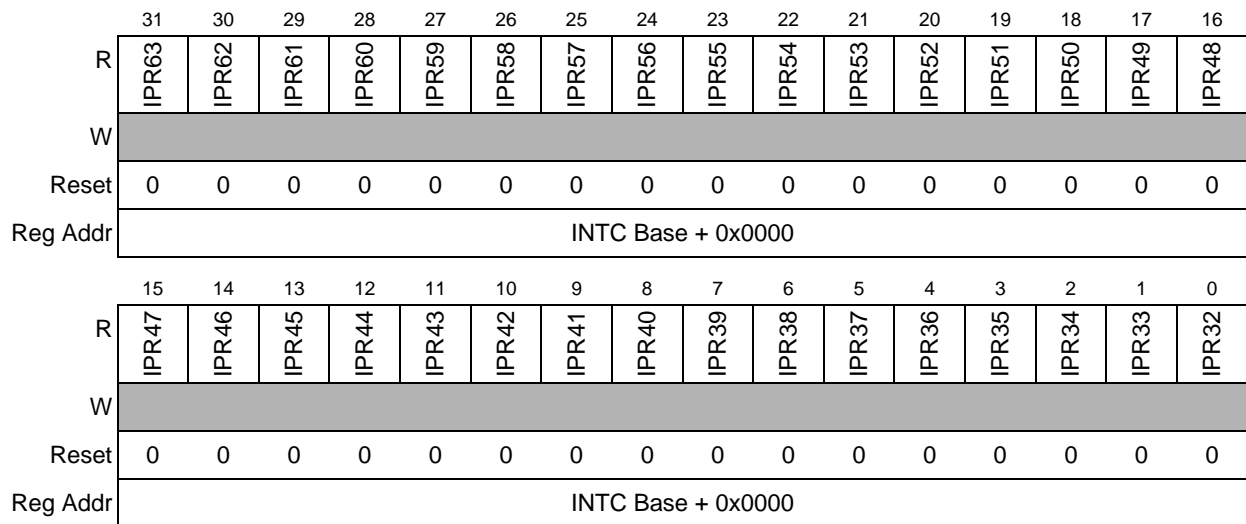 31 30 29 28 27 26 25 24 23 22 21 20 19 18 17 16
R IPR63 IPR62 IPR61 IPR60 IPR59 IPR58 IPR57 IPR56 IPR55 IPR54 IPR53 IPR52 IPR51 IPR50 IPR49 IPR48
W
Reset 0 0 0 0 0 0 0 0 0 0 0 0 0 0 0 0
Reg Addr INTC Base + 0x0000
15 14 13 12 11 10 9 8 7 6 5 4 3 2 1 0
R IPR47 IPR46 IPR45 IPR44 IPR43 IPR42 IPR41 IPR40 IPR39 IPR38 IPR37 IPR36 IPR35 IPR34 IPR33 IPR32
W
Reset 0 0 0 0 0 0 0 0 0 0 0 0 0 0 0 0
Reg Addr INTC Base + 0x0000